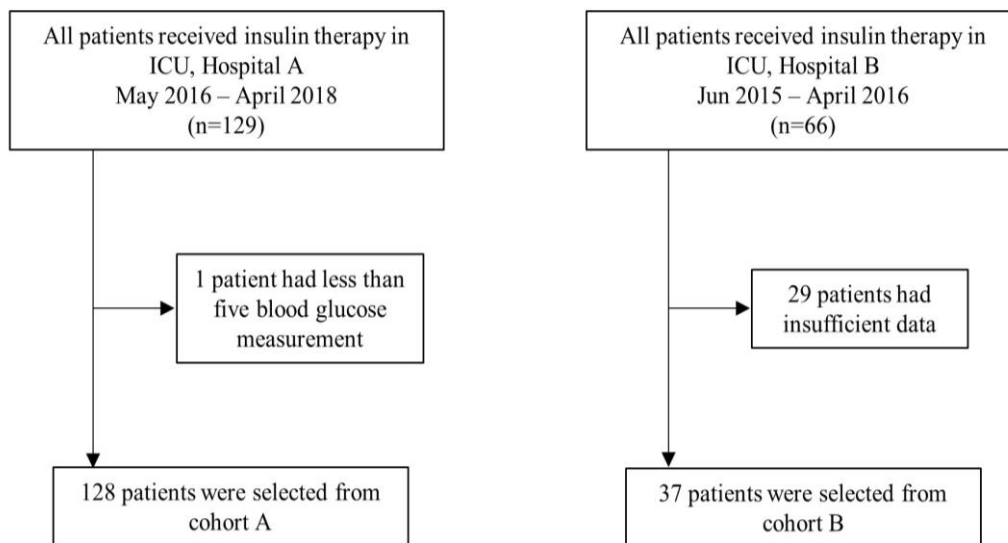 All patients received insulin therapy in
ICU, Hospital A
May 2016 – April 2018
(n=129)
1 patient had less than
five blood glucose
measurement
128 patients were selected from
cohort A
All patients received insulin therapy in
ICU, Hospital B
Jun 2015 – April 2016
(n=66)
29 patients had
insufficient data
37 patients were selected from
cohort B